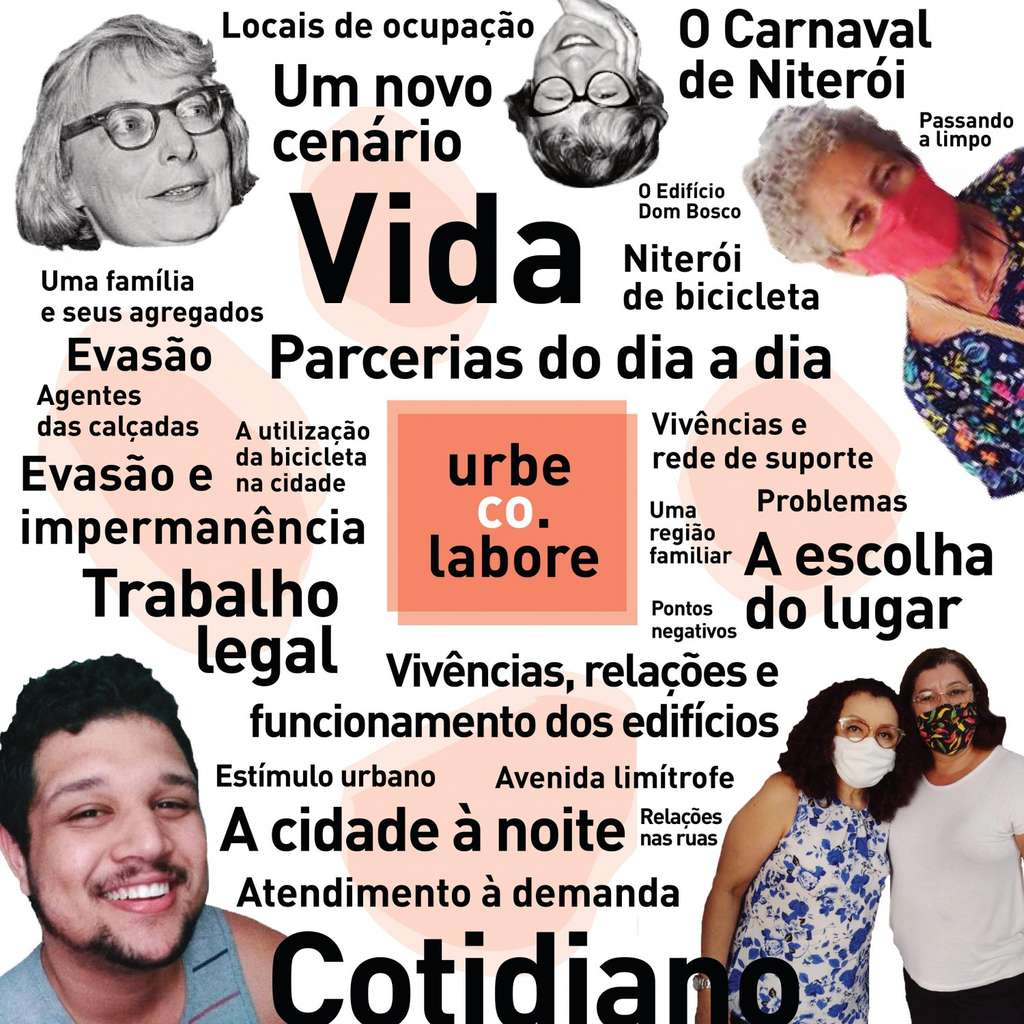 Locais de ocupação
O Carnaval
de Niterói
Um novo
cenário
Passando
a limpo
O Edifício
Dom Bosco
Vida
Niterói
de bicicleta
Uma família
e seus agregados
Evasão
Parcerias do dia a dia
Agentes
das calçadas
A utilização
da bicicleta
na cidade
Vivências e
rede de suporte
Evasão e
impermanência
urbe
co.
labore
Problemas
Uma
região
familiar
A escolha
do lugar
Trabalho
legal
Pontos
negativos
Vivências, relações e
funcionamento dos edifícios
Estímulo urbano
Avenida limítrofe
A cidade à noite
Relações
nas ruas
Atendimento à demanda
Cotidiano